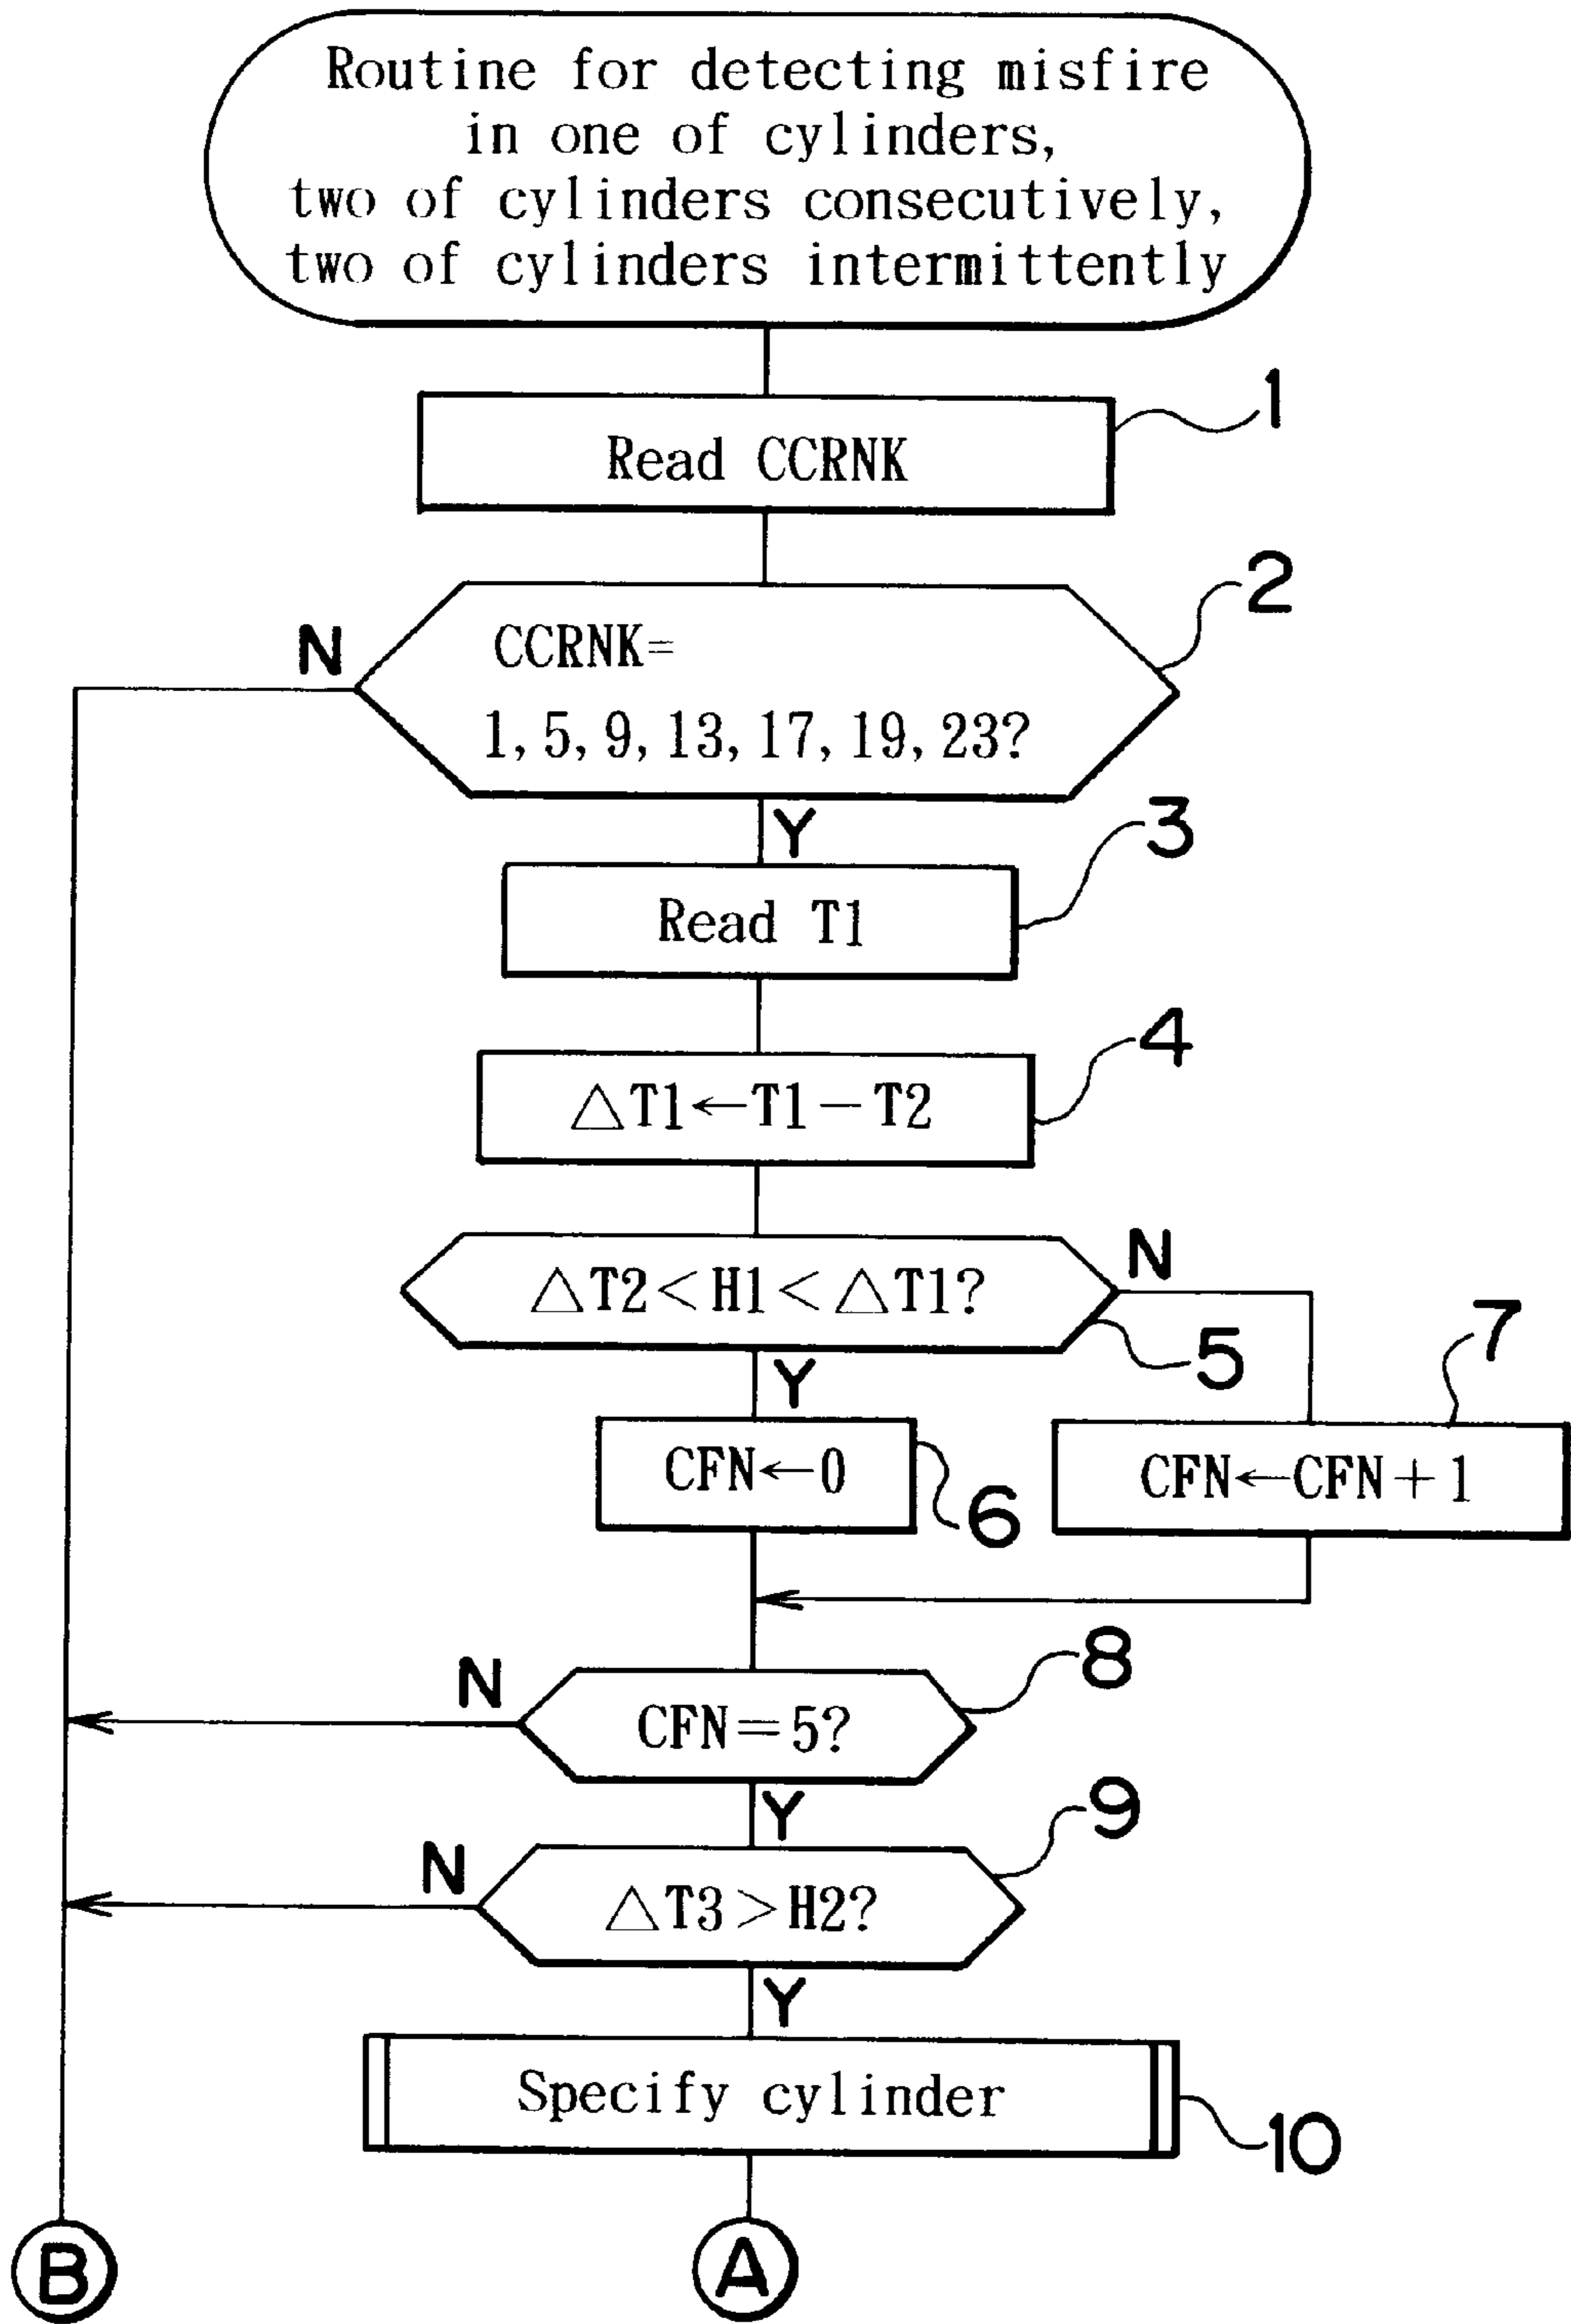 Routine for detecting misfire
in one of cylinders,
two of cylinders consecutively,
two of cylinders intermittently
1
Read CCRNK
2
N
CCRNK=
1, 5, 9, 13, 17, 19, 23?
Y
3
Read T1
4
△T1←T1−T2
N
△T2<H1<△T1?
5
7
Y
CFN←0
CFN←CFN+1
6
8
N
CFN=5?
9
Y
N
△T3>H2?
Y
Specify cylinder
10
B
A